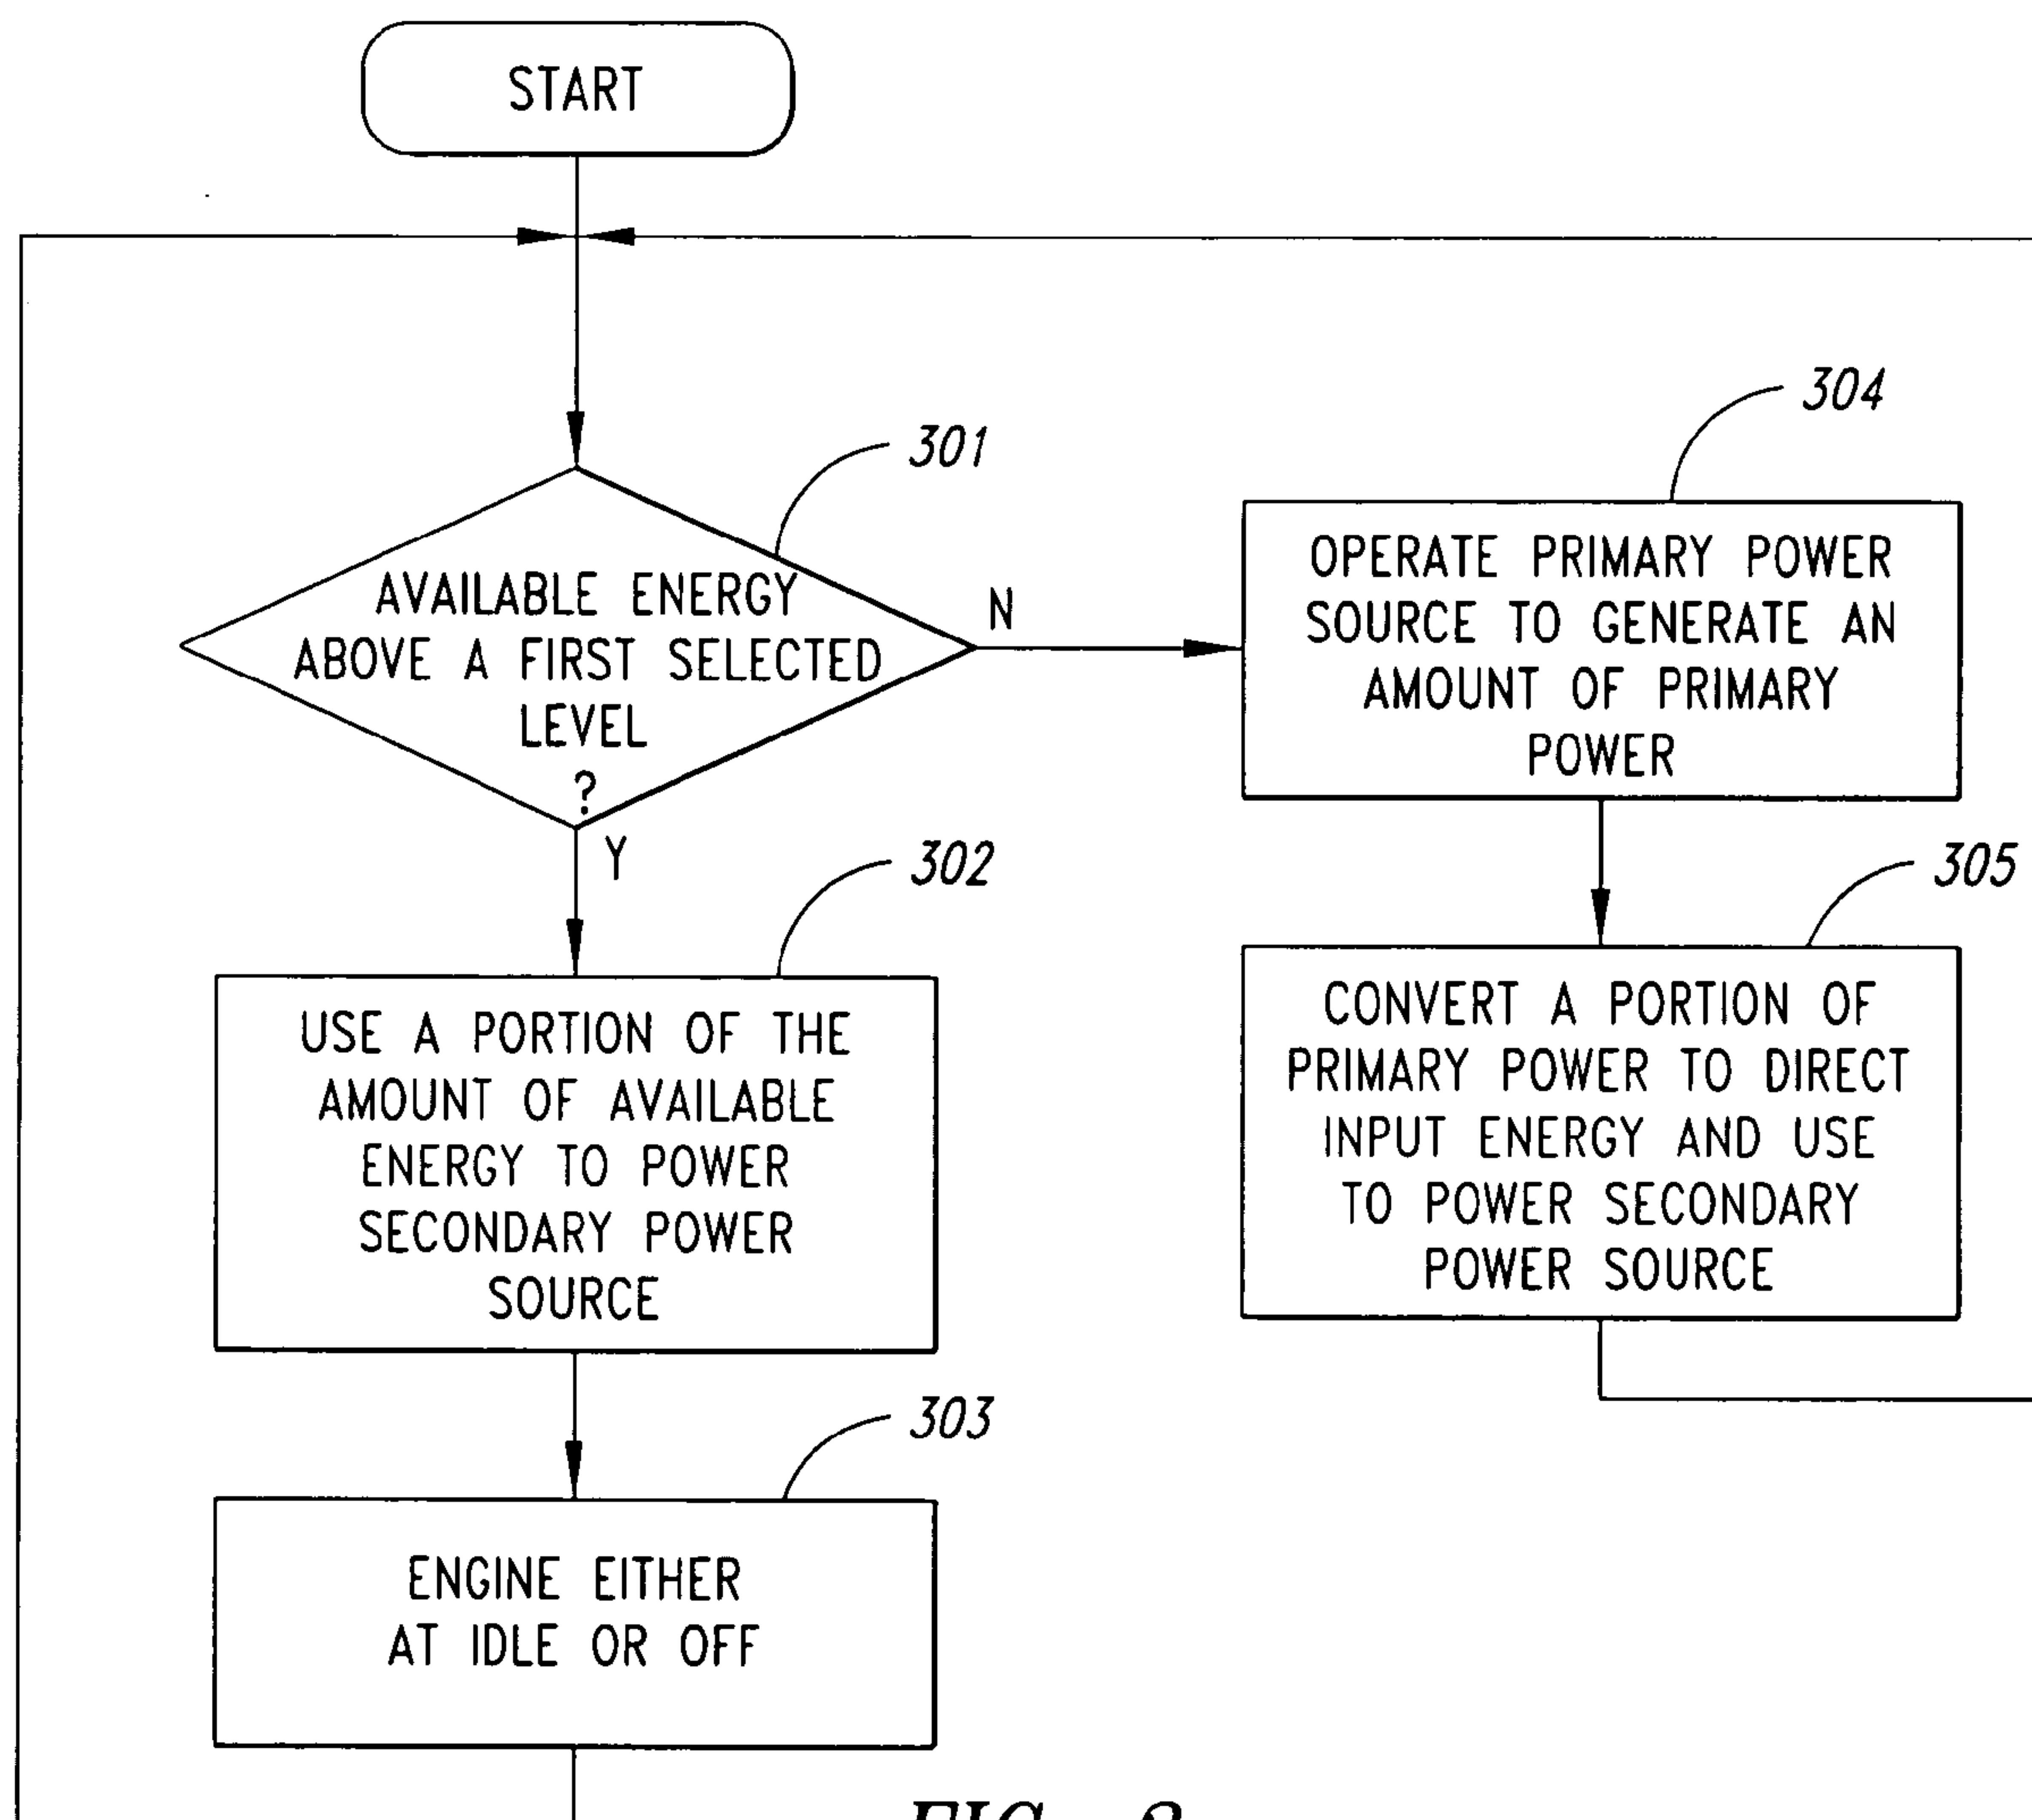 START
301
AVAILABLE ENERGY
ABOVE A FIRST SELECTED
LEVEL
?
N
Y
304
OPERATE PRIMARY POWER
SOURCE TO GENERATE AN
AMOUNT OF PRIMARY
POWER
302
USE A PORTION OF THE
AMOUNT OF AVAILABLE
ENERGY TO POWER
SECONDARY POWER
SOURCE
305
CONVERT A PORTION OF
PRIMARY POWER TO DIRECT
INPUT ENERGY AND USE
TO POWER SECONDARY
POWER SOURCE
303
ENGINE EITHER
AT IDLE OR OFF
FIG.